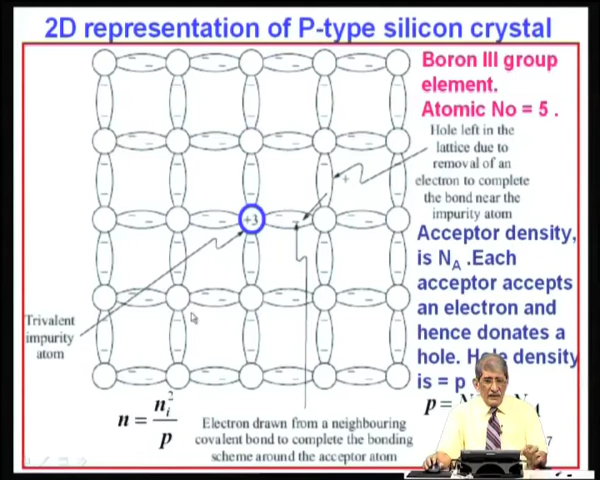 2D representation of P-type silicon crystal
Boron III group
element.
Atomic No = 5 .
Hole left in the
lattice due to
removal of an
electron to complete
the bond near the
impurity atom
+
+3
Acceptor density,
is N_A .Each
acceptor accepts
an electron and
hence donates a
hole.
density
is = p
p =
Trivalent
impurity
atom
n = n_i^2 / p
Electron drawn from a neighbouring
covalent bond to complete the bonding
scheme around the acceptor atom
7